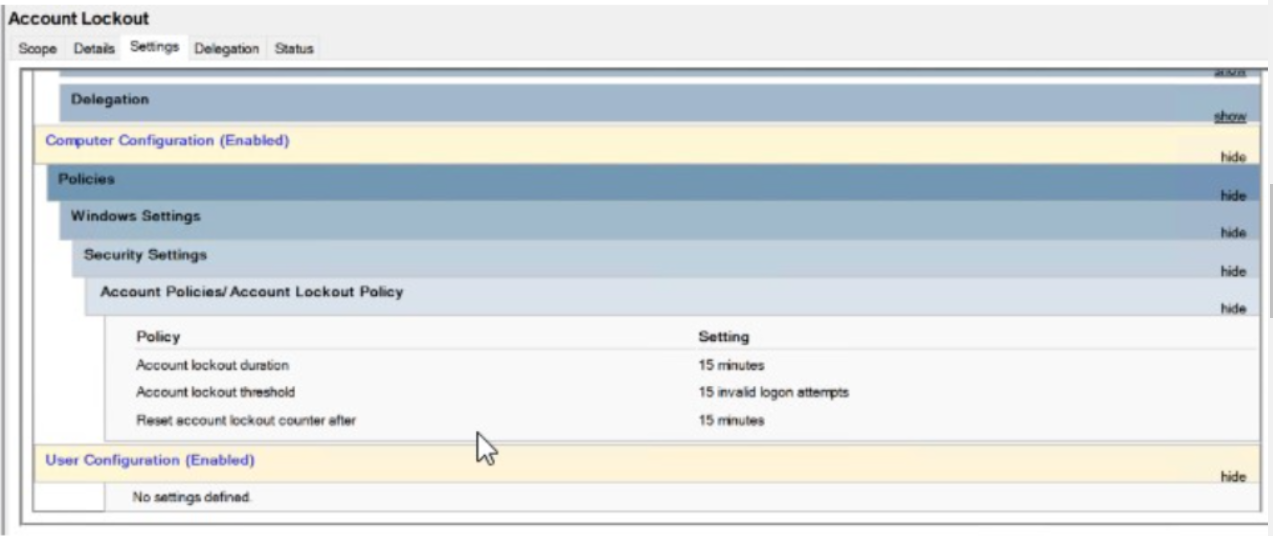 Account Lockout
Scope Details Settings Delegation Status
Delegation
show
Computer Configuration (Enabled)
hide
Policies
hide
Windows Settings
hide
Security Settings
hide
Account Policies/Account Lockout Policy
hide
Policy Setting
Account lockout duration 15 minutes
Account lockout threshold 15 invalid logon attempts
Reset account lockout counter after 15 minutes
User Configuration (Enabled)
hide
No settings defined.